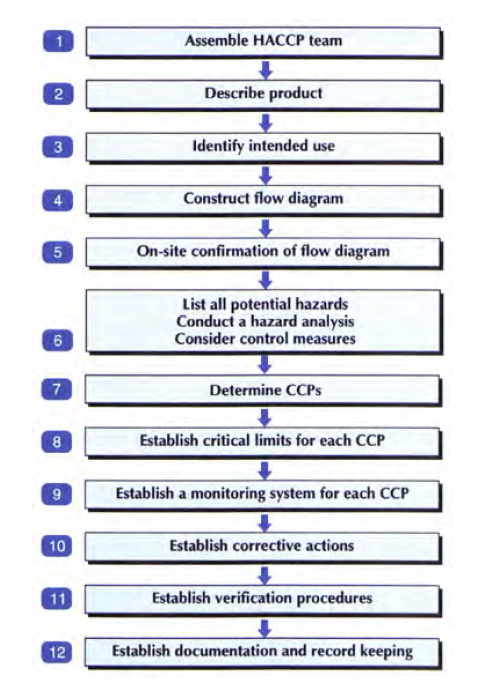 1 Assemble HACCP team
2 Describe product
3 Identify intended use
4 Construct flow diagram
5 On-site confirmation of flow diagram
List all potential hazards
Conduct a hazard analysis
6 Consider control measures
7 Determine CCPs
8 Establish critical limits for each CCP
9 Establish a monitoring system for each CCP
10 Establish corrective actions
11 Establish verification procedures
12 Establish documentation and record keeping